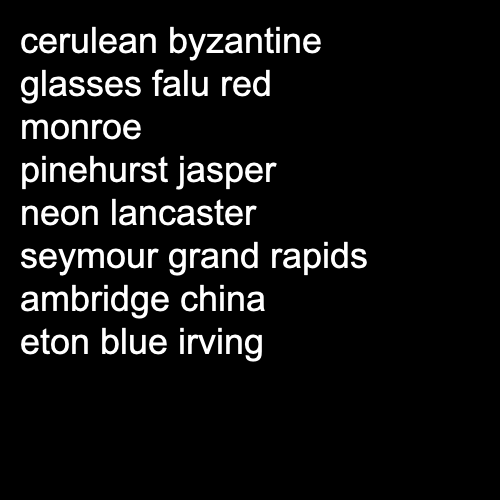 cerulean byzantine
glasses falu red
monroe
pinehurst jasper
neon lancaster
seymour grand rapids
ambridge china
eton blue irving